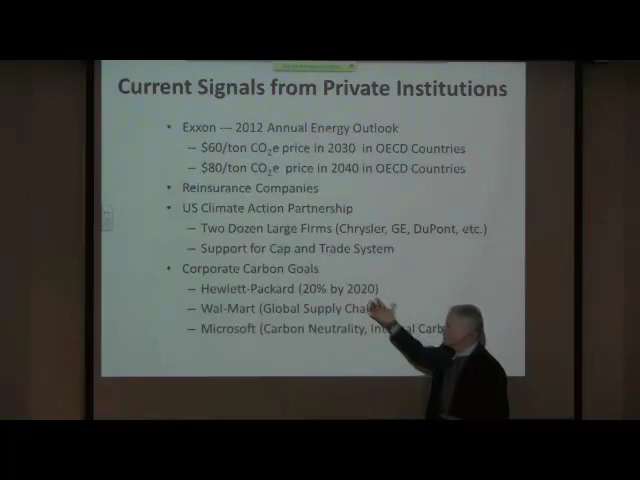 Current Signals from Private Institutions
• Exxon --- 2012 Annual Energy Outlook
– $60/ton CO2e price in 2030 in OECD Countries
– $80/ton CO2e price in 2040 in OECD Countries
• Reinsurance Companies
• US Climate Action Partnership
– Two Dozen Large Firms (Chrysler, GE, DuPont, etc.)
– Support for Cap and Trade System
• Corporate Carbon Goals
– Hewlett-Packard (20% by 2020)
– Wal-Mart (Global Supply
– Microsoft (Carbon Neutrality,